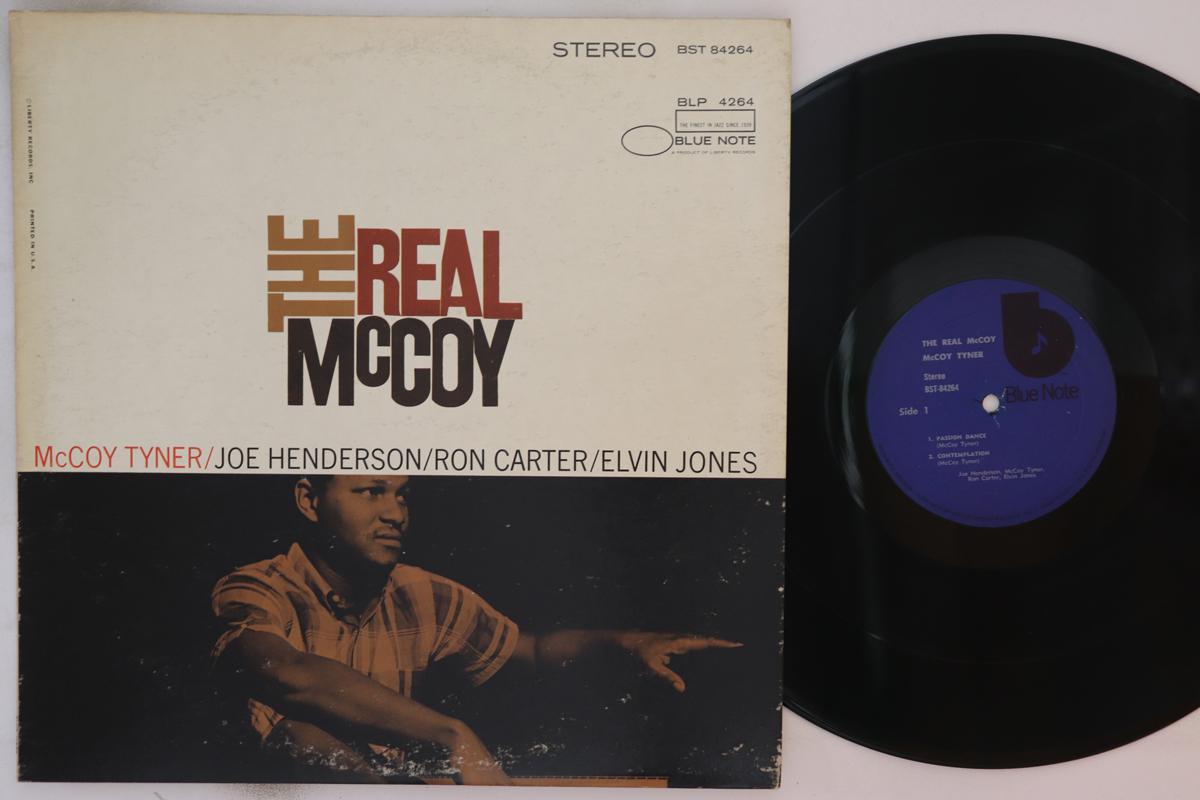 STEREO BST 84264
BLP 4264
THE FINEST IN JAZZ SINCE 1939
BLUE NOTE
A PRODUCT OF LIBERTY RECORDS
© LIBERTY RECORDS, INC PRINTED IN U.S.A.
THE
REAL
McCOY
McCOY TYNER/JOE HENDERSON/RON CARTER/ELVIN JONES
b
THE REAL McCOY
McCOY TYNER
Stereo
BST-84264
Blue Note
Side 1
1. PASSION DANCE
(McCoy Tyner)
2. CONTEMPLATION
(McCoy Tyner)
Joe Henderson, McCoy Tyner,
Ron Carter, Elvin Jones